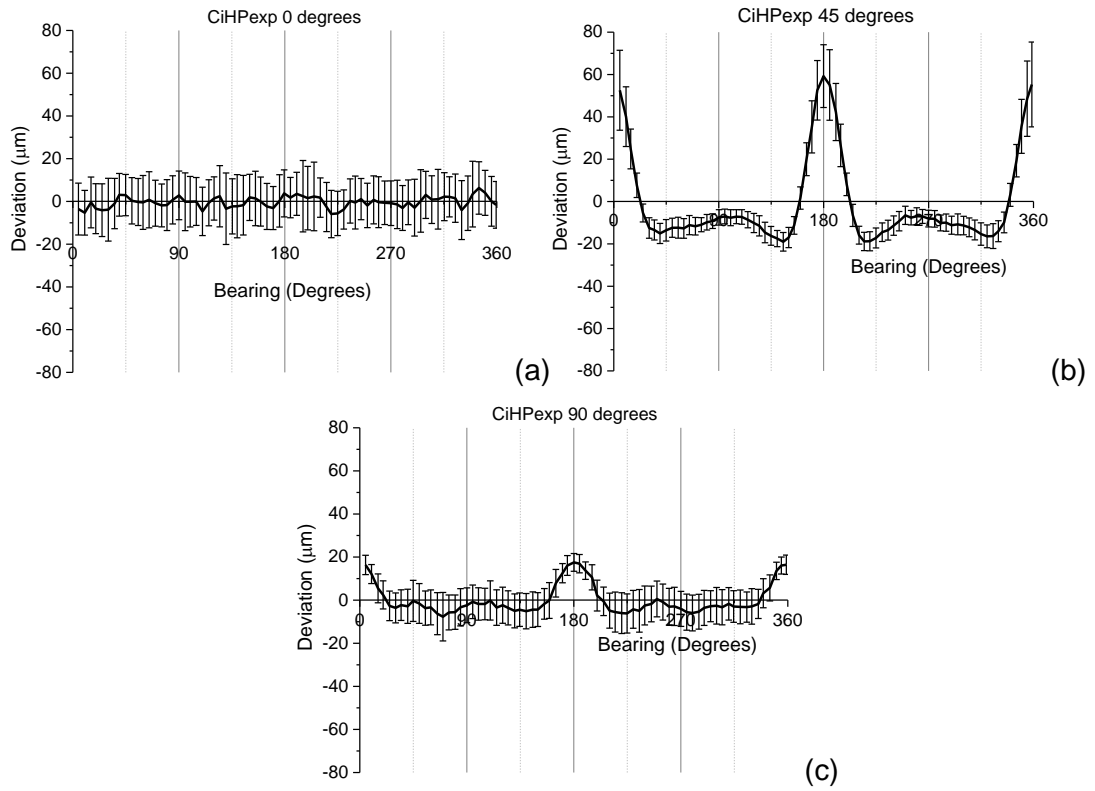 CiHPexp 0 degrees
80
60
40
20
0
-20
-40
-60
-80
Deviation (μm)
0 90 180 270 360
Bearing (Degrees)
(a)
CiHPexp 45 degrees
80
60
40
20
0
-20
-40
-60
-80
Deviation (μm)
0 90 180 270 360
Bearing (Degrees)
(b)
CiHPexp 90 degrees
80
60
40
20
0
-20
-40
-60
-80
Deviation (μm)
0 90 180 270 360
Bearing (Degrees)
(c)